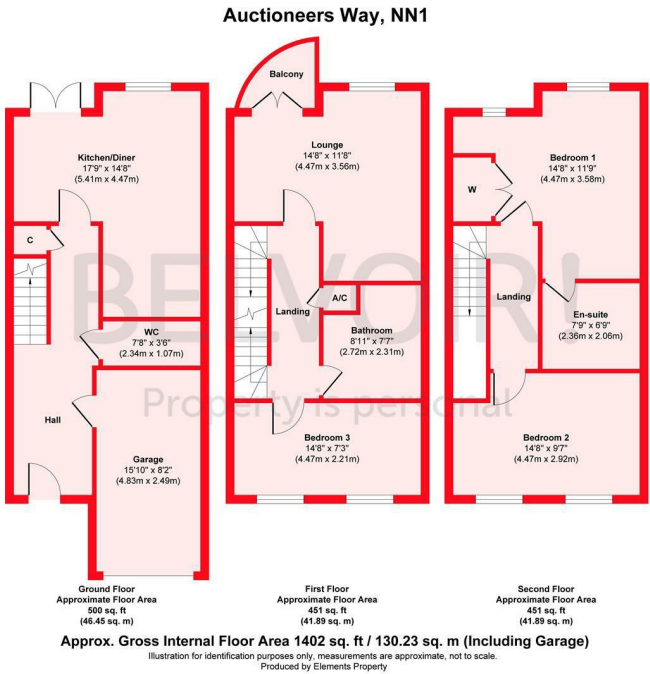 Auctioneers Way, NN1
Kitchen/Diner
17'9" x 14'8"
(5.41m x 4.47m)
C
WC
7'8" x 3'6"
(2.34m x 1.07m)
Hall
Garage
15'10" x 8'2"
(4.83m x 2.49m)
Ground Floor
Approximate Floor Area
500 sq. ft
(46.45 sq. m)
Balcony
Lounge
14'8" x 11'8"
(4.47m x 3.56m)
Landing
A/C
Bathroom
8'11" x 7'7"
(2.72m x 2.31m)
Bedroom 3
14'8" x 7'3"
(4.47m x 2.21m)
First Floor
Approximate Floor Area
451 sq. ft
(41.89 sq. m)
Bedroom 1
14'8" x 11'9"
(4.47m x 3.58m)
W
Landing
En-suite
7'9" x 6'9"
(2.36m x 2.06m)
Bedroom 2
14'8" x 9'7"
(4.47m x 2.92m)
Second Floor
Approximate Floor Area
451 sq. ft
(41.89 sq. m)
BELVOIR!
Property is personal
Approx. Gross Internal Floor Area 1402 sq. ft / 130.23 sq. m (Including Garage)
Illustration for identification purposes only, measurements are approximate, not to scale.
Produced by Elements Property